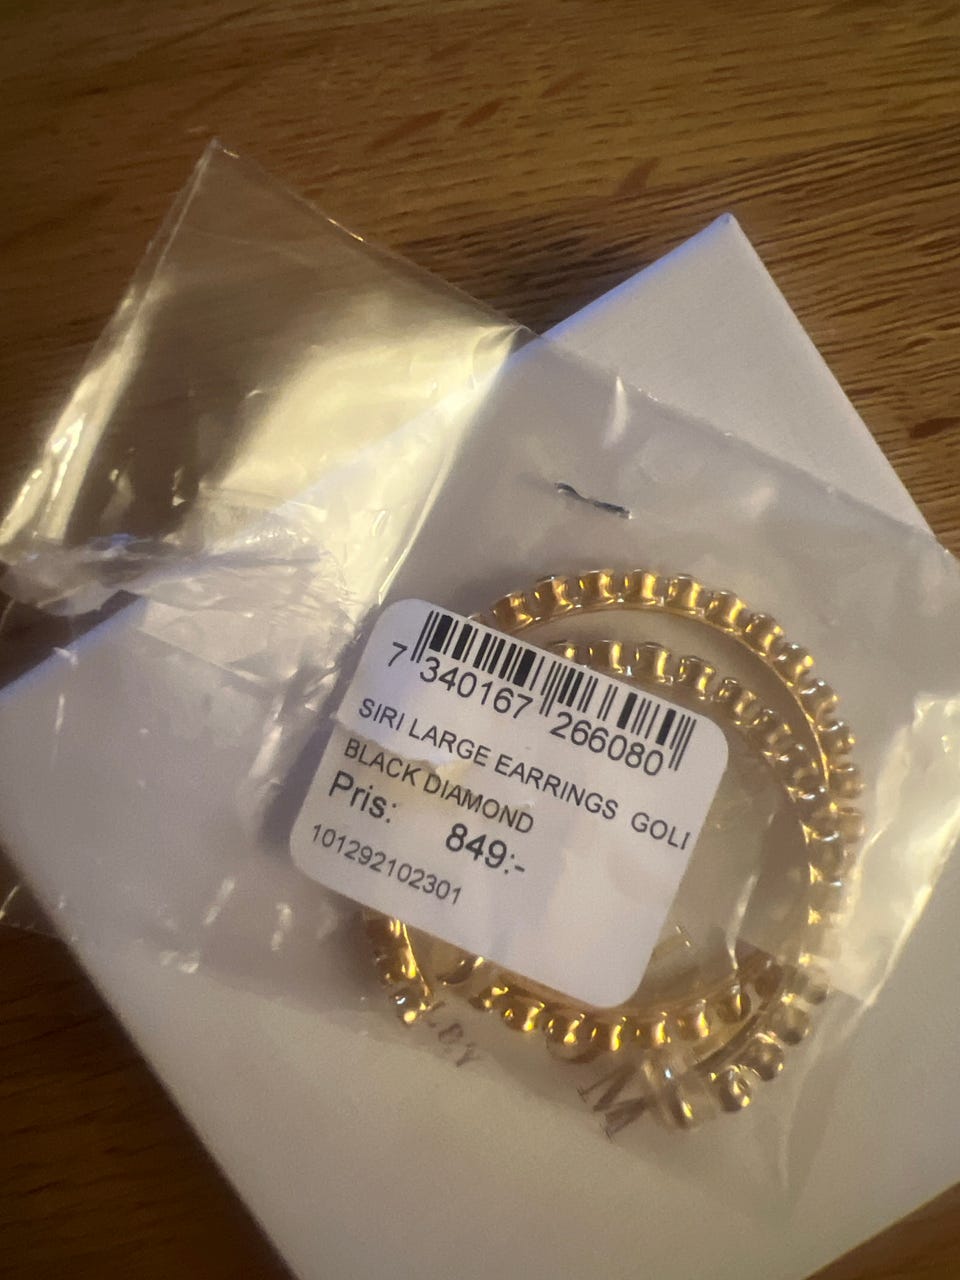 7 340167 266080
SIRI LARGE EARRINGS GOLI
BLACK DIAMOND
Pris: 849:-
101292102301
M